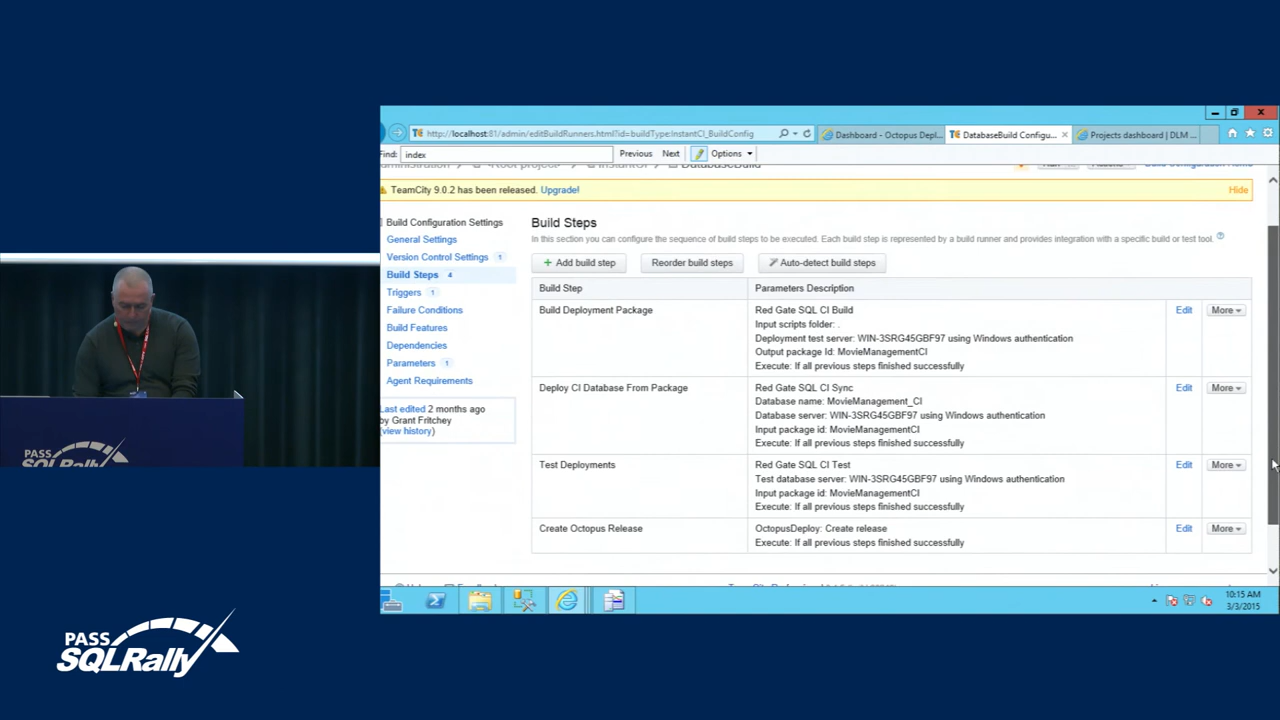 http://localhost:81/admin/editBuildRunners.html?id=buildType:InstantCI_BuildConfig
Dashboard - Octopus Depl...
DatabaseBuild Configu...
Projects dashboard | DLM ...
Find: index Previous Next Options
TeamCity 9.0.2 has been released. Upgrade!
Hide
Build Configuration Settings
General Settings
Version Control Settings 1
Build Steps 4
Triggers 1
Failure Conditions
Build Features
Dependencies
Parameters 1
Agent Requirements
Last edited 2 months ago
by Grant Fritchey
(view history)
Build Steps
In this section you can configure the sequence of build steps to be executed. Each build step is represented by a build runner and provides integration with a specific build or test tool.
+ Add build step
Reorder build steps
Auto-detect build steps
Build Step
Parameters Description
Build Deployment Package
Red Gate SQL CI Build
Input scripts folder: .
Deployment test server: WIN-3SRG45GBF97 using Windows authentication
Output package Id: MovieManagementCI
Execute: If all previous steps finished successfully
Edit
More
Deploy CI Database From Package
Red Gate SQL CI Sync
Database name: MovieManagement_CI
Database server: WIN-3SRG45GBF97 using Windows authentication
Input package id: MovieManagementCI
Execute: If all previous steps finished successfully
Edit
More
Test Deployments
Red Gate SQL CI Test
Test database server: WIN-3SRG45GBF97 using Windows authentication
Input package id: MovieManagementCI
Execute: If all previous steps finished successfully
Edit
More
Create Octopus Release
OctopusDeploy: Create release
Execute: If all previous steps finished successfully
Edit
More
10:15 AM
3/3/2015
PASS
SQLRally
PASS
SQLRally